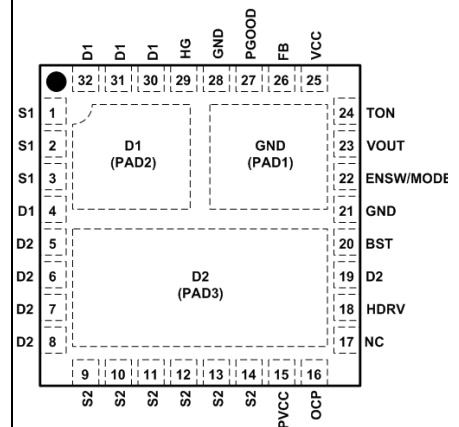 D1 D1 D1 HG GND PGOOD FB VCC
32 31 30 29 28 27 26 25
S1 1 24 TON
S1 2 23 VOUT
S1 3 22 ENSW/MODE
D1 4 21 GND
D1
(PAD2)
GND
(PAD1)
D2 5 20 BST
D2 6 19 D2
D2 7 18 HDRV
D2 8 17 NC
D2
(PAD3)
9 10 11 12 13 14 15 16
S2 S2 S2 S2 S2 S2 PVCC OCP